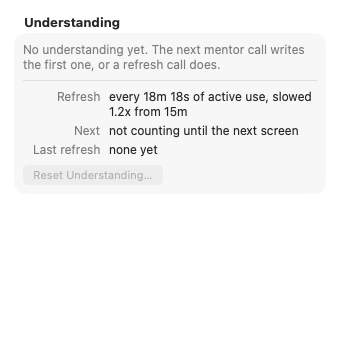 Understanding
No understanding yet. The next mentor call writes
the first one, or a refresh call does.
Refresh every 18m 18s of active use, slowed
1.2x from 15m
Next not counting until the next screen
Last refresh none yet
Reset Understanding...